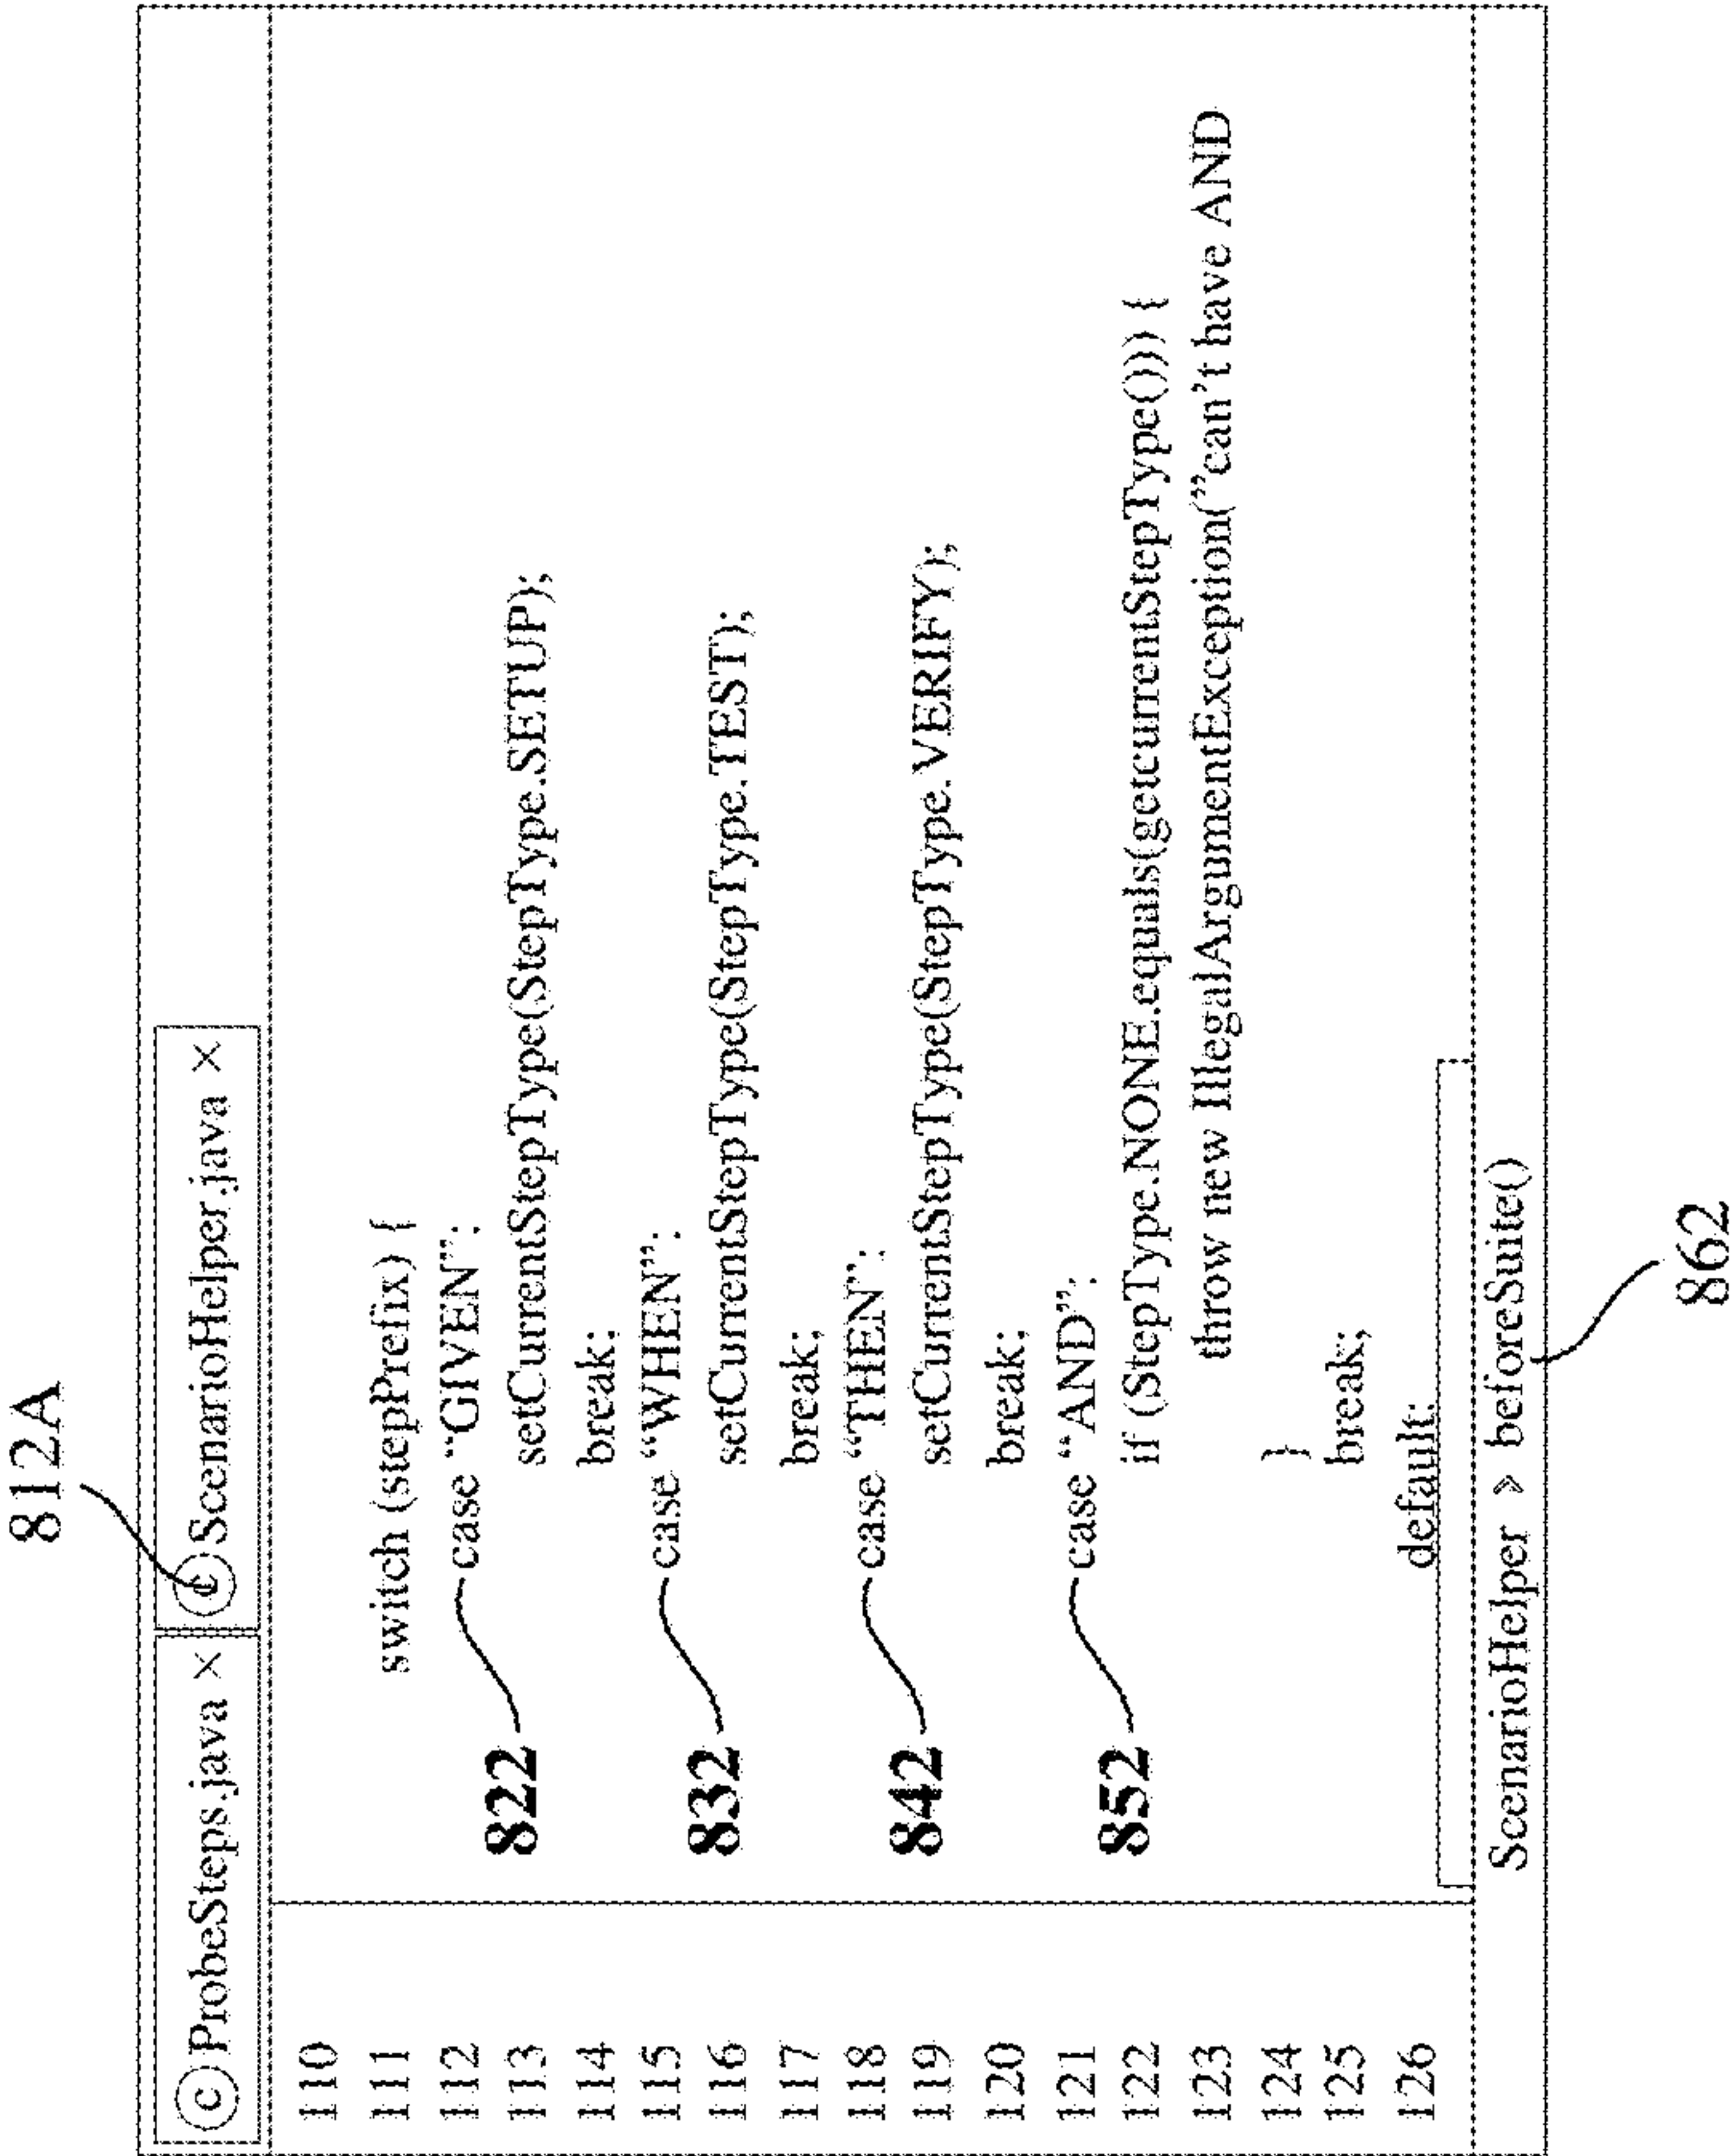 812A
ⓒ ProbeSteps.java × ⓒ ScenarioHelper.java ×
110
111 switch (stepPrefix) {
112 case “GIVEN”:
822
113 setCurrentStepType(StepType.SETUP);
114 break;
115 case “WHEN”:
832
116 setCurrentStepType(StepType.TEST);
117 break;
118 case “THEN”:
842
119 setCurrentStepType(StepType.VERIFY);
120 break;
121 case “AND”:
852
122 if (StepType.NONE.equals(getcurrentStepType())) {
123 throw new IllegalArgumentException(”can’t have AND
124 }
125 break;
126 default:
ScenarioHelper » beforeSuite()
862